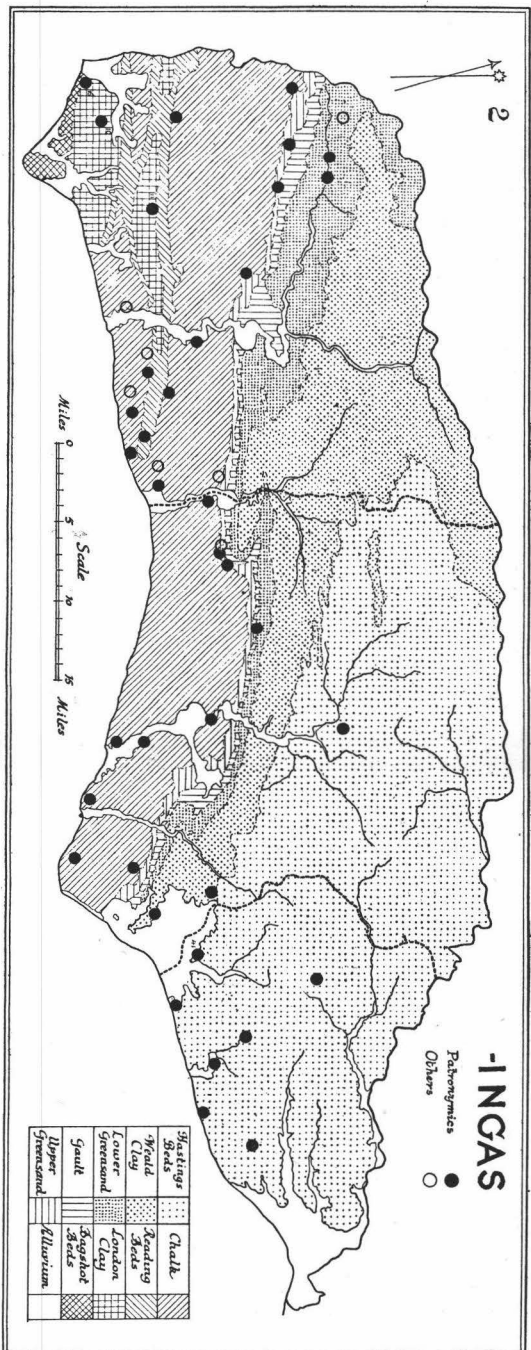 2
-INGAS
Patronymics
Others
Miles 0 5 10 15 Miles
Scale
Hastings Beds
Chalk
Weald Clay
Reading Beds
Lower Greensand
London Clay
Gault
Bagshot Beds
Upper Greensand
Alluvium